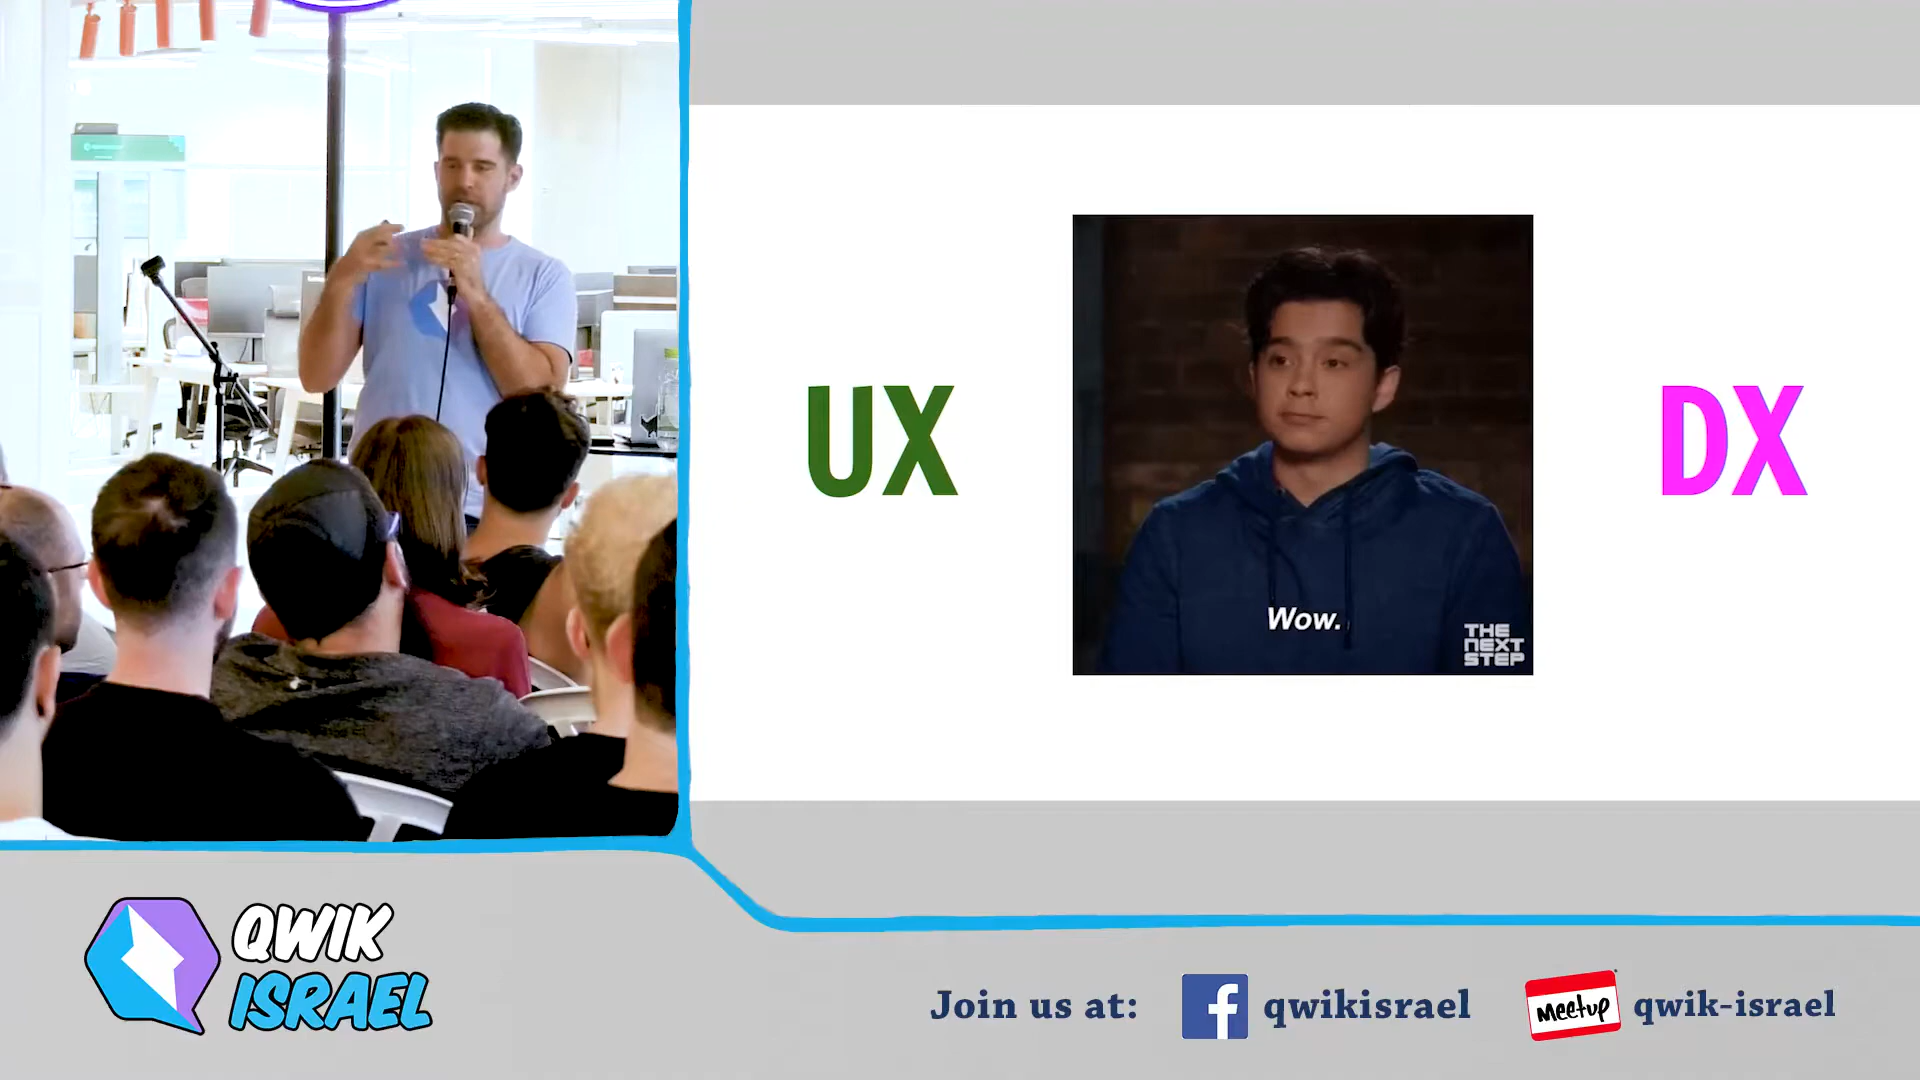 UX
DX
Wow.
THE
NEXT
STEP
QWIK
ISRAEL
Join us at:
qwikisrael
Meetup
qwik-israel